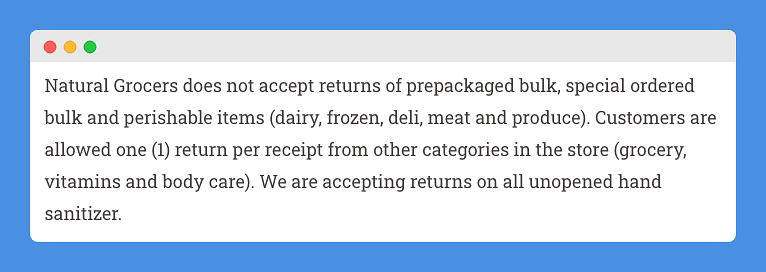 Natural Grocers does not accept returns of prepackaged bulk, special ordered
bulk and perishable items (dairy, frozen, deli, meat and produce). Customers are
allowed one (1) return per receipt from other categories in the store (grocery,
vitamins and body care). We are accepting returns on all unopened hand
sanitizer.